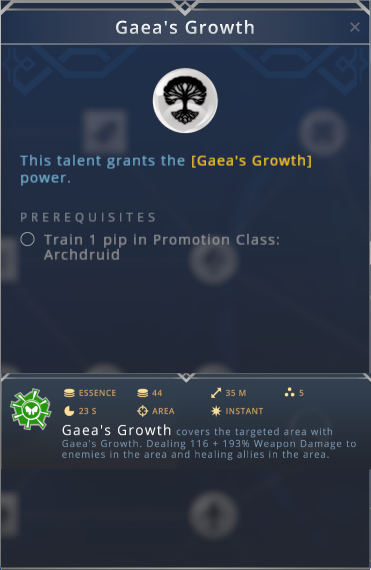 Gaea's Growth
This talent grants the [Gaea's Growth]
power.
PREREQUISITES
Train 1 pip in Promotion Class:
Archdruid
ESSENCE 44 35 M 5
23 S AREA INSTANT
Gaea's Growth covers the targeted area with
Gaea's Growth. Dealing 116 + 193% Weapon Damage to
enemies in the area and healing allies in the area.